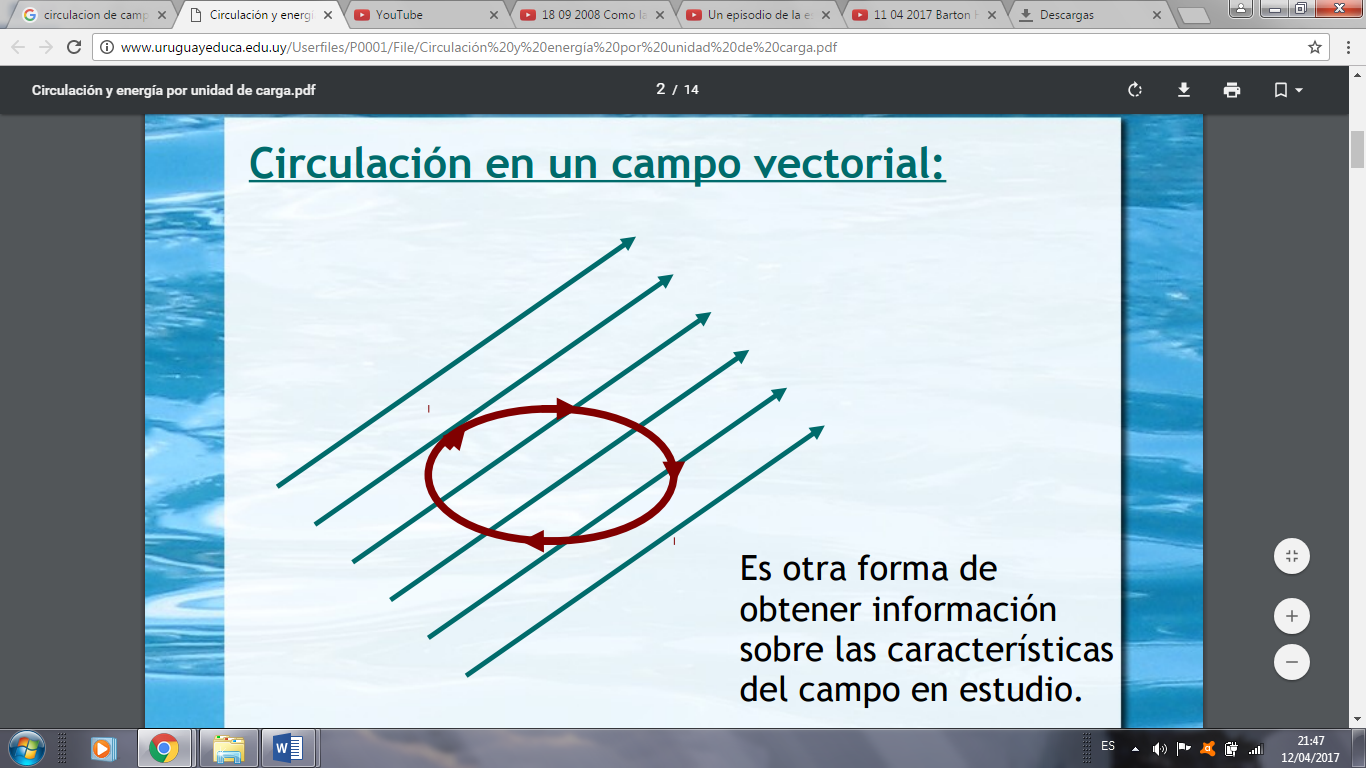 circulacion de camp
Circulación y energí
YouTube
18 09 2008 Como la
Un episodio de la e
11 04 2017 Barton
Descargas
www.uruguayeduca.edu.uy/Userfiles/P0001/File/Circulación%20y%20energía%20por%20unidad%20de%20carga.pdf
Circulación y energía por unidad de carga.pdf
2 / 14
Circulación en un campo vectorial:
Es otra forma de
obtener información
sobre las características
del campo en estudio.
ES
21:47
12/04/2017